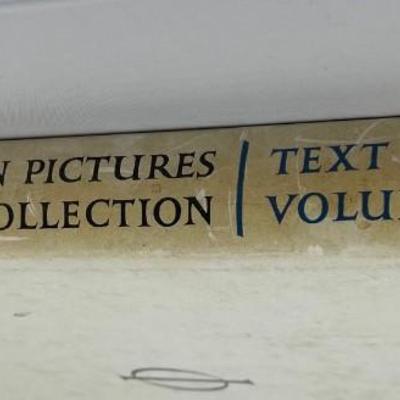 N PICTURES | TEXT
OLLECTION | VOLU